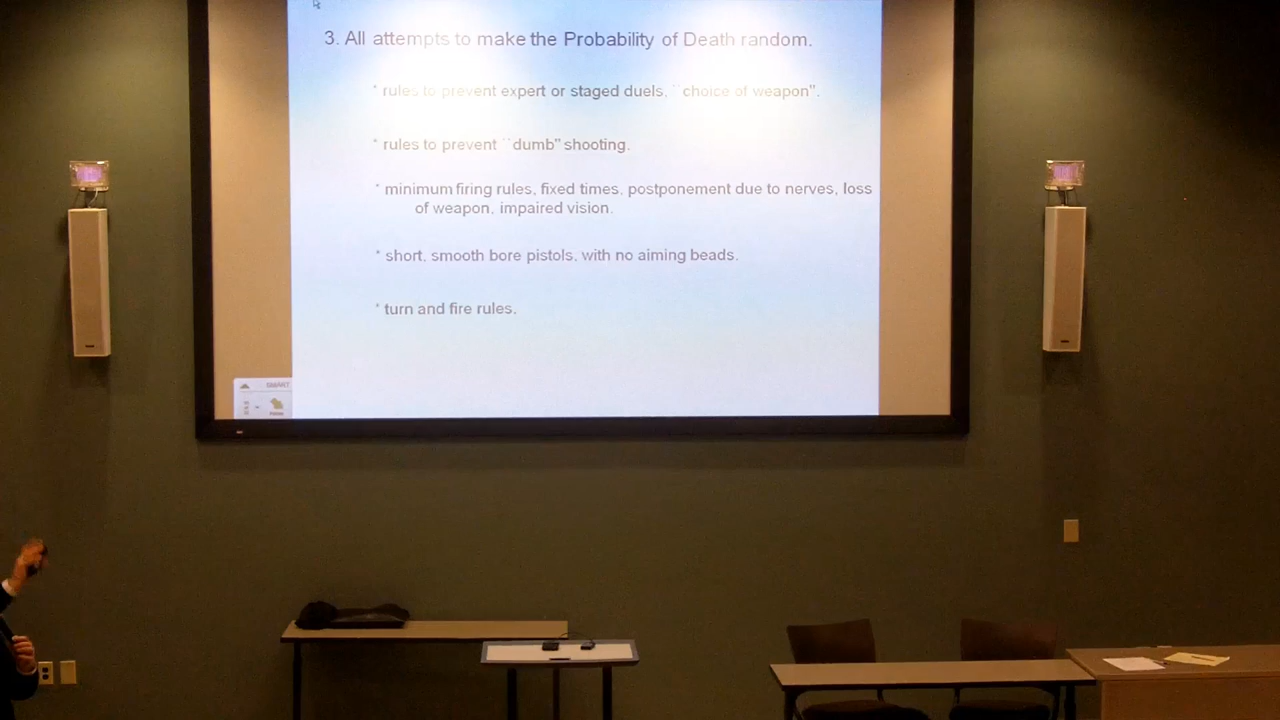 3. All attempts to make the Probability of Death random.
* rules to prevent expert or staged duels, ``choice of weapon".
* rules to prevent ``dumb" shooting.
* minimum firing rules, fixed times, postponement due to nerves, loss
of weapon, impaired vision.
* short, smooth bore pistols, with no aiming beads.
* turn and fire rules.
SMART